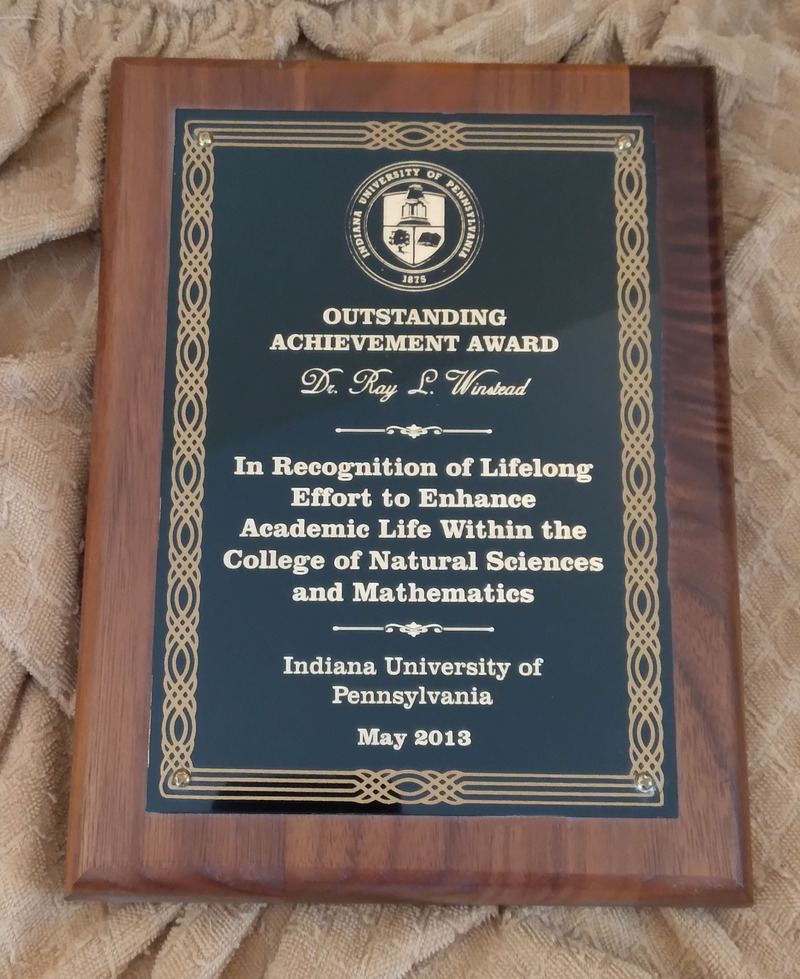 INDIANA UNIVERSITY OF PENNSYLVANIA
1875
OUTSTANDING
ACHIEVEMENT AWARD
Dr. Ray L. Winstead
In Recognition of Lifelong
Effort to Enhance
Academic Life Within the
College of Natural Sciences
and Mathematics
Indiana University of
Pennsylvania
May 2013